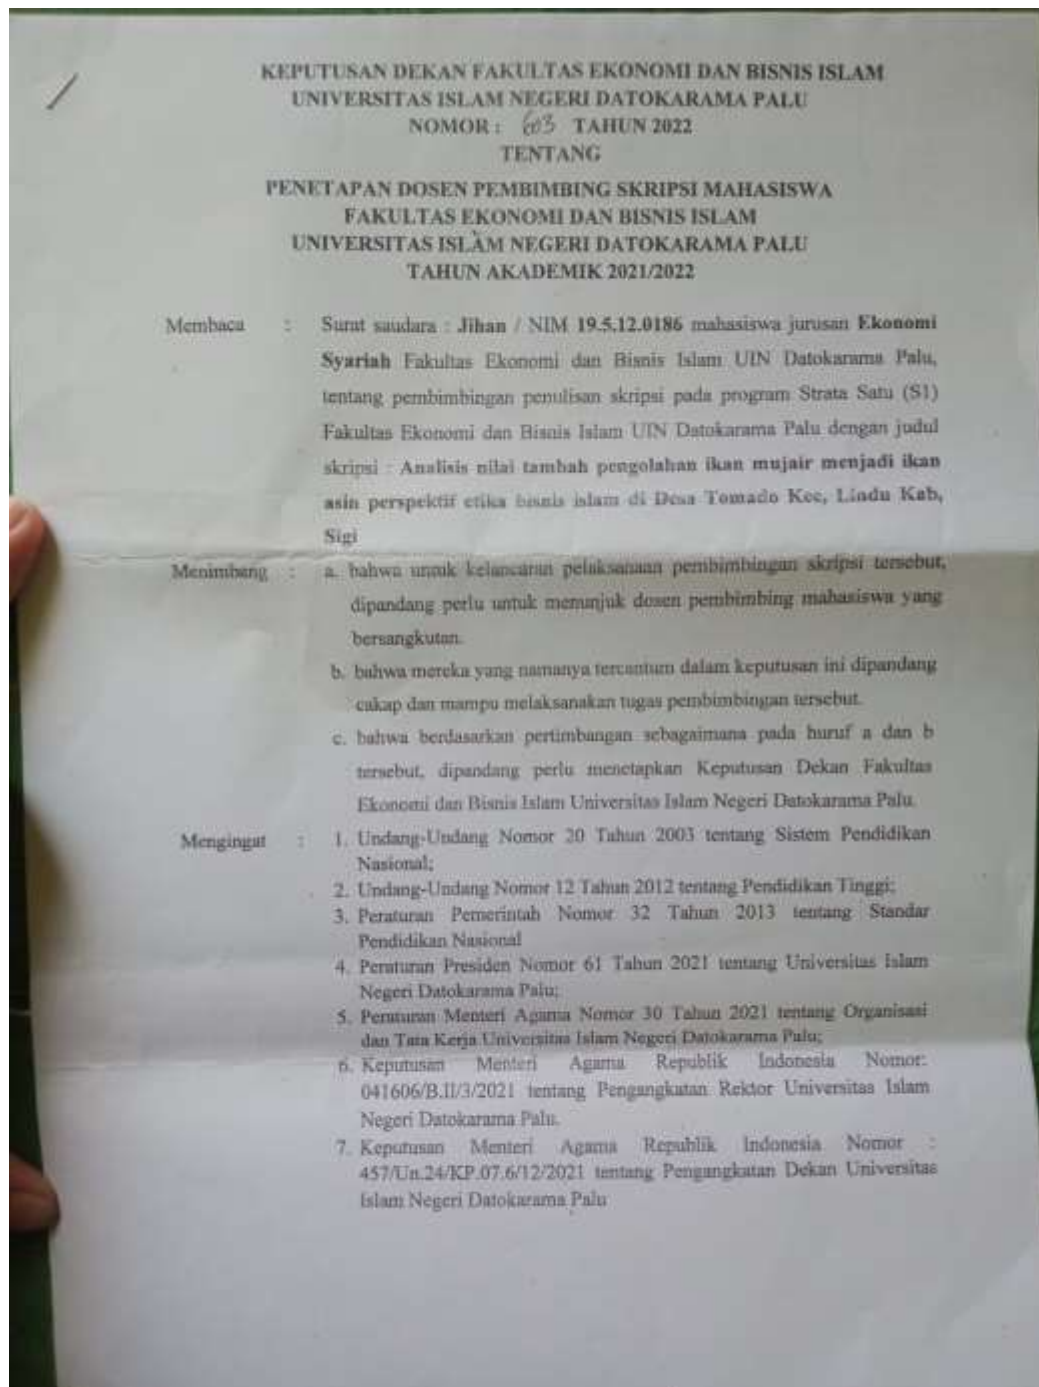 KEPUTUSAN DEKAN FAKULTAS EKONOMI DAN BISNIS ISLAM
UNIVERSITAS ISLAM NEGERI DATOKARAMA PALU
NOMOR : 603 TAHUN 2022
TENTANG
PENETAPAN DOSEN PEMBIMBING SKRIPSI MAHASISWA
FAKULTAS EKONOMI DAN BISNIS ISLAM
UNIVERSITAS ISLAM NEGERI DATOKARAMA PALU
TAHUN AKADEMIK 2021/2022
Membaca : Surat saudara : Jihan / NIM 19.5.12.0186 mahasiswa jurusan Ekonomi
Syariah Fakultas Ekonomi dan Bisnis Islam UIN Datokarama Palu,
tentang pembimbingan penulisan skripsi pada program Strata Satu (S1)
Fakultas Ekonomi dan Bisnis Islam UIN Datokarama Palu dengan judul
skripsi : Analisis nilai tambah pengolahan ikan mujair menjadi ikan
asin perspektif etika bisnis islam di Desa Tomado Kec, Lindu Kab,
Sigi
Menimbang : a. bahwa untuk kelancaran pelaksanaan pembimbingan skripsi tersebut,
dipandang perlu untuk menunjuk dosen pembimbing mahasiswa yang
bersangkutan.
b. bahwa mereka yang namanya tercantum dalam keputusan ini dipandang
cakap dan mampu melaksanakan tugas pembimbingan tersebut.
c. bahwa berdasarkan pertimbangan sebagaimana pada huruf a dan b
tersebut, dipandang perlu menetapkan Keputusan Dekan Fakultas
Ekonomi dan Bisnis Islam Universitas Islam Negeri Datokarama Palu.
Mengingat : 1. Undang-Undang Nomor 20 Tahun 2003 tentang Sistem Pendidikan
Nasional;
2. Undang-Undang Nomor 12 Tahun 2012 tentang Pendidikan Tinggi;
3. Peraturan Pemerintah Nomor 32 Tahun 2013 tentang Standar
Pendidikan Nasional
4. Peraturan Presiden Nomor 61 Tahun 2021 tentang Universitas Islam
Negeri Datokarama Palu;
5. Peraturan Menteri Agama Nomor 30 Tahun 2021 tentang Organisasi
dan Tata Kerja Universitas Islam Negeri Datokarama Palu;
6. Keputusan Menteri Agama Republik Indonesia Nomor:
041606/B.II/3/2021 tentang Pengangkatan Rektor Universitas Islam
Negeri Datokarama Palu.
7. Keputusan Menteri Agama Republik Indonesia Nomor :
457/Un.24/KP.07.6/12/2021 tentang Pengangkatan Dekan Universitas
Islam Negeri Datokarama Palu